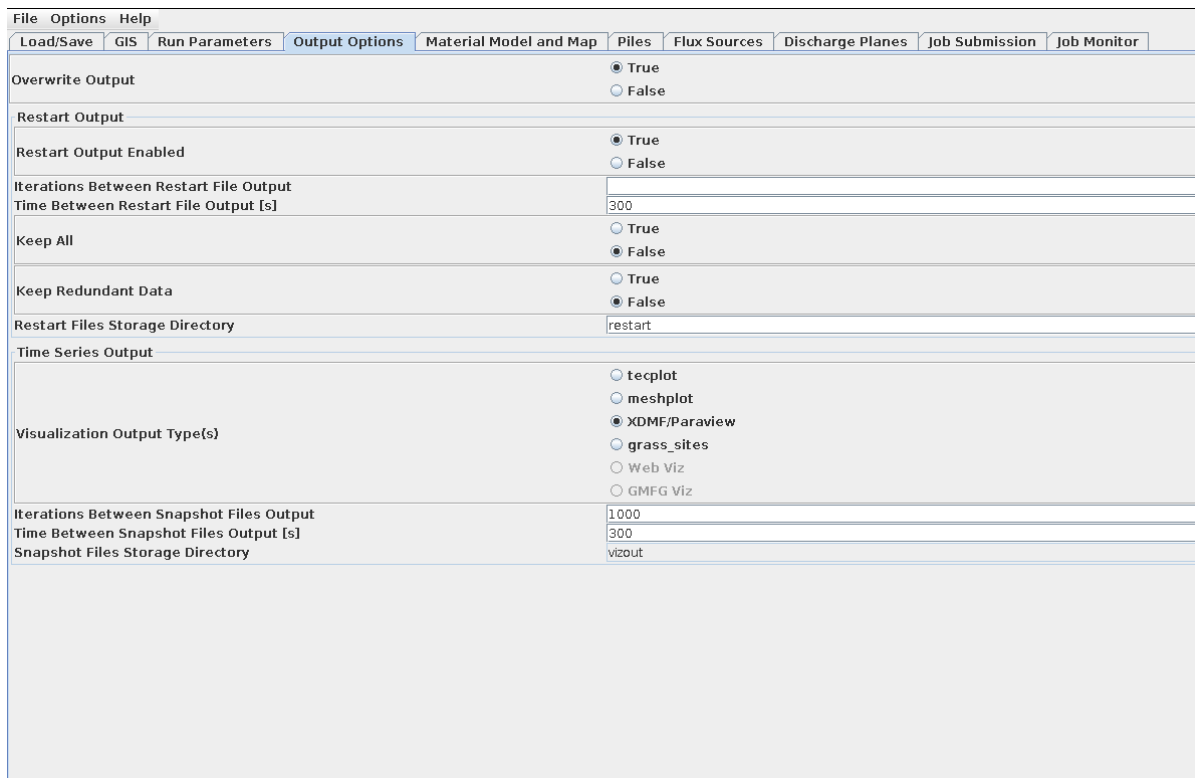 File Options Help
Load/Save GIS Run Parameters Output Options Material Model and Map Piles Flux Sources Discharge Planes Job Submission Job Monitor
Overwrite Output
True
False
Restart Output
Restart Output Enabled
True
False
Iterations Between Restart File Output
Time Between Restart File Output [s] 300
Keep All
True
False
Keep Redundant Data
True
False
Restart Files Storage Directory restart
Time Series Output
Visualization Output Type(s)
tecplot
meshplot
XDMF/Paraview
grass_sites
Web Viz
GMFG Viz
Iterations Between Snapshot Files Output 1000
Time Between Snapshot Files Output [s] 300
Snapshot Files Storage Directory vizout